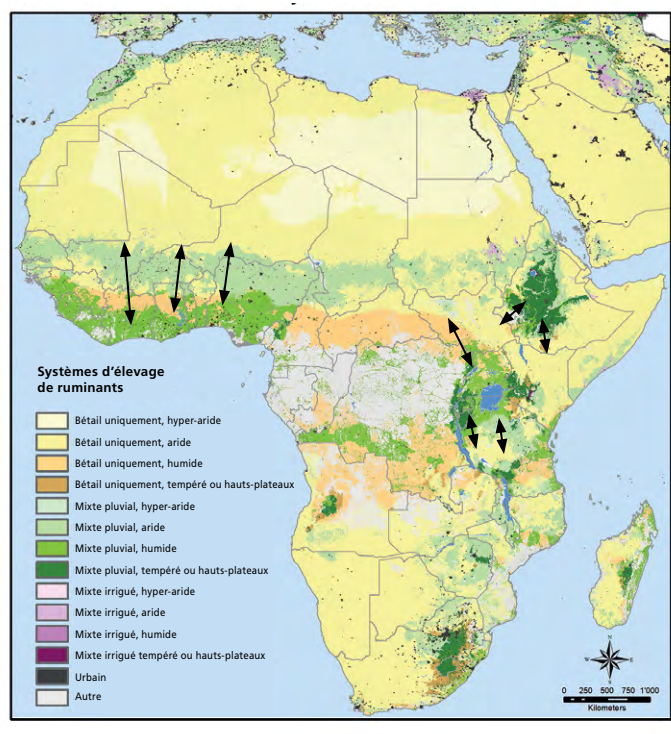 Systèmes d'élevage
de ruminants
Bétail uniquement, hyper-aride
Bétail uniquement, aride
Bétail uniquement, humide
Bétail uniquement, tempéré ou hauts-plateaux
Mixte pluvial, hyper-aride
Mixte pluvial, aride
Mixte pluvial, humide
Mixte pluvial, tempéré ou hauts-plateaux
Mixte irrigué, hyper-aride
Mixte irrigué, aride
Mixte irrigué, humide
Mixte irrigué tempéré ou hauts-plateaux
Urbain
Autre
N
W E
S
0 250 500 750 1'000
Kilometers